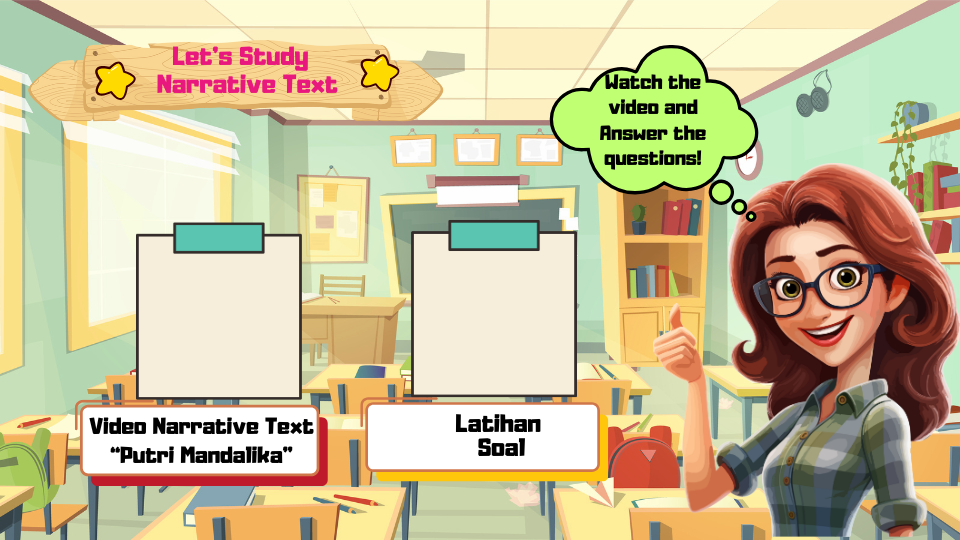 Let's Study
Narrative Text
Watch the
video and
Answer the
questions!
Video Narrative Text
"Putri Mandalika"
Latihan
Soal